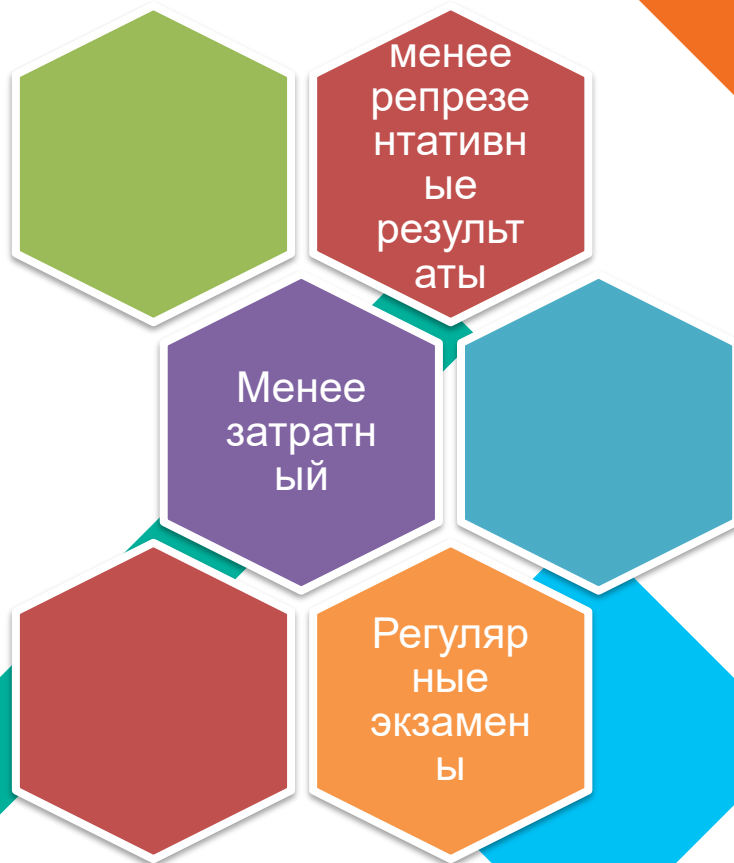 менее
репрезе
нтативн
ые
результ
аты
Менее
затратн
ый
Регуляр
ные
экзамен
ы